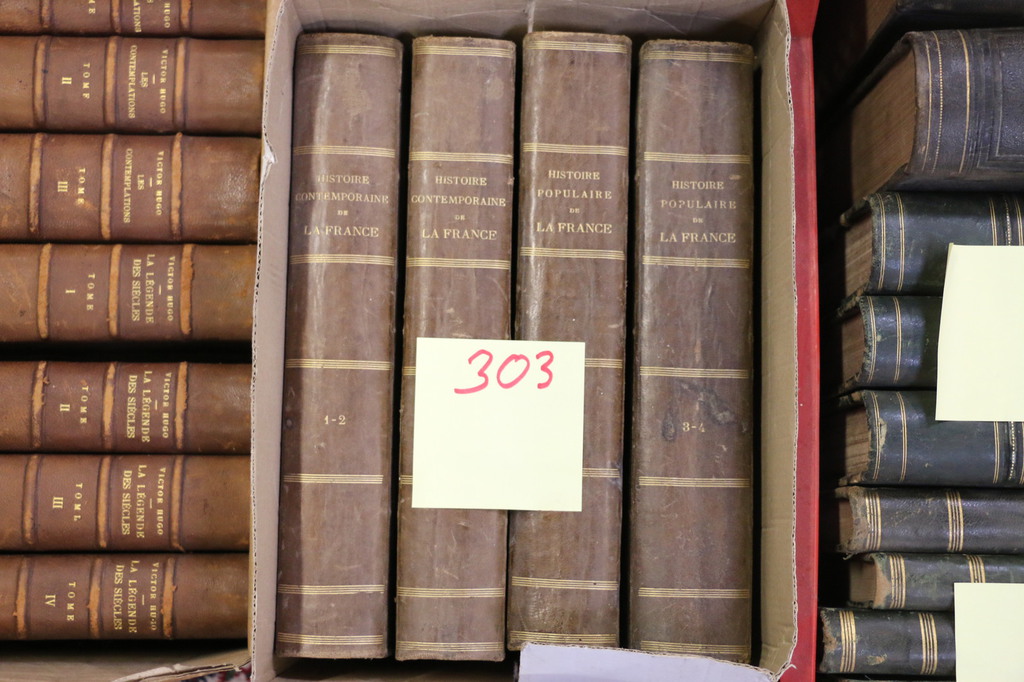 VICTOR HUGO
LES
CONTEMPLATIONS
TOME
II
VICTOR HUGO
LES
CONTEMPLATIONS
TOME
III
VICTOR HUGO
LA LÉGENDE
DES SIÈCLES
TOME
I
VICTOR HUGO
LA LÉGENDE
DES SIÈCLES
TOME
II
VICTOR HUGO
LA LÉGENDE
DES SIÈCLES
TOME
III
VICTOR HUGO
LA LÉGENDE
DES SIÈCLES
TOME
IV
HISTOIRE
CONTEMPORAINE
DE
LA FRANCE
1-2
HISTOIRE
CONTEMPORAINE
DE
LA FRANCE
HISTOIRE
POPULAIRE
DE
LA FRANCE
HISTOIRE
POPULAIRE
DE
LA FRANCE
3-4
303